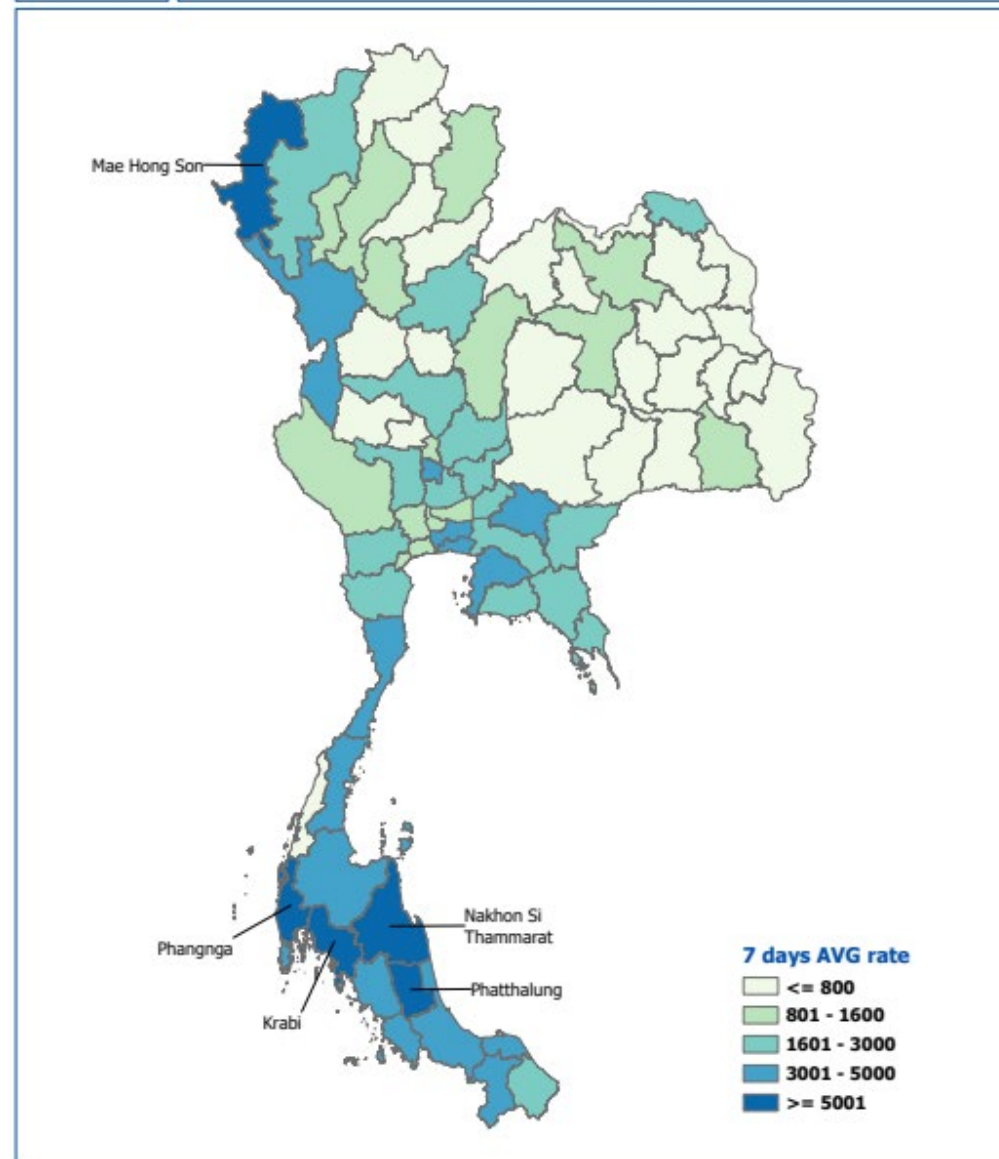 Mae Hong Son
Phangnga
Krabi
Nakhon Si
Thammarat
Phatthalung
7 days AVG rate
<= 800
801 - 1600
1601 - 3000
3001 - 5000
>= 5001